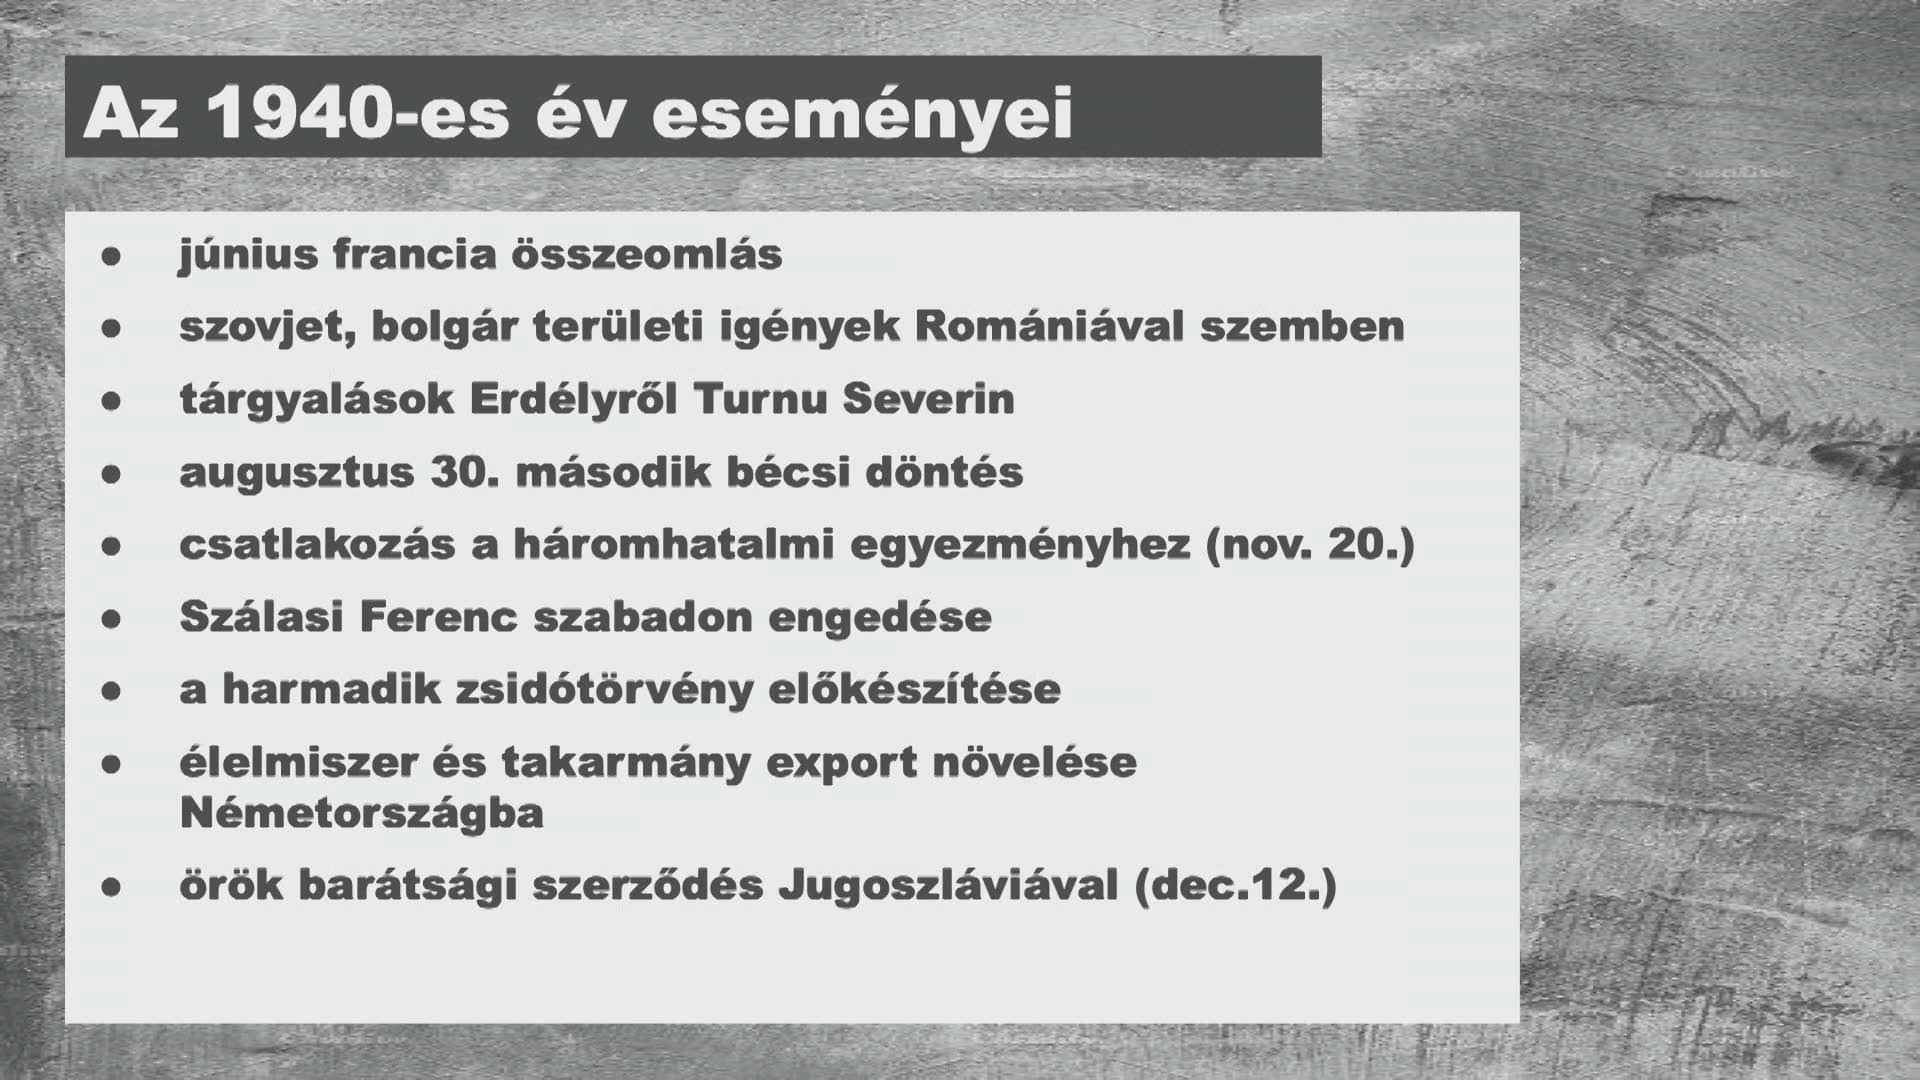 Az 1940-es év eseményei
● június francia összeomlás
● szovjet, bolgár területi igények Romániával szemben
● tárgyalások Erdélyről Turnu Severin
● augusztus 30. második bécsi döntés
● csatlakozás a háromhatalmi egyezményhez (nov. 20.)
● Szálasi Ferenc szabadon engedése
● a harmadik zsidótörvény előkészítése
● élelmiszer és takarmány export növelése
Németországba
● örök barátsági szerződés Jugoszláviával (dec.12.)